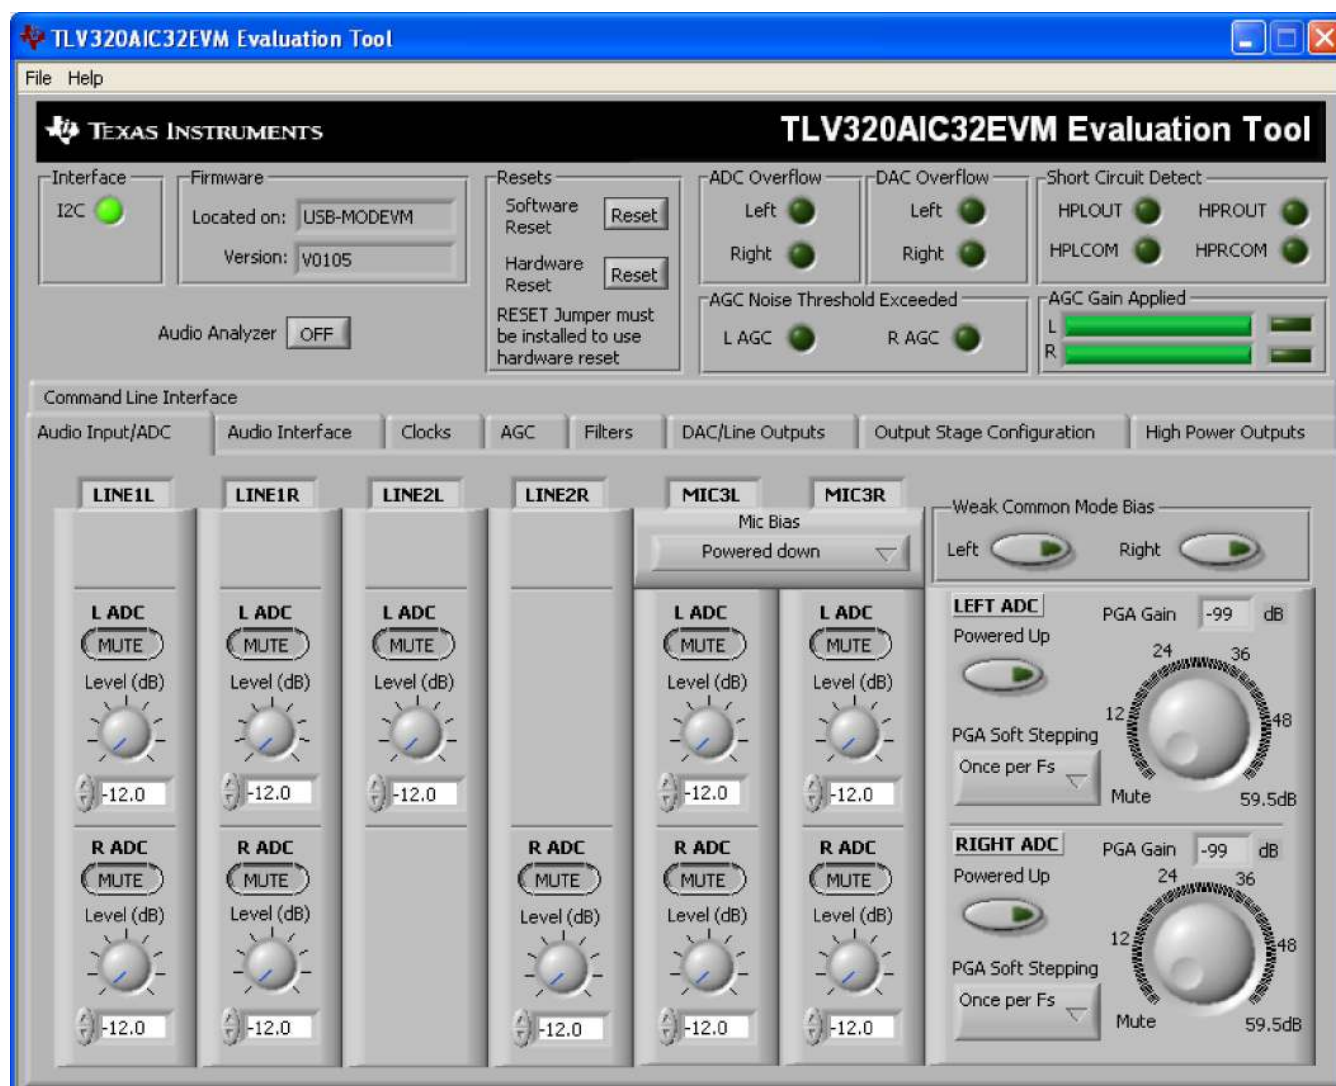 TLV320AIC32EVM Evaluation Tool
File Help
TEXAS INSTRUMENTS
TLV320AIC32EVM Evaluation Tool
Interface
I2C
Firmware
Located on: USB-MODEVM
Version: V0105
Audio Analyzer OFF
Resets
Software Reset Reset
Hardware Reset Reset
RESET Jumper must
be installed to use
hardware reset
ADC Overflow
Left
Right
DAC Overflow
Left
Right
Short Circuit Detect
HPLOUT HPROUT
HPLCOM HPRCOM
AGC Noise Threshold Exceeded
L AGC R AGC
AGC Gain Applied
L
R
Command Line Interface
Audio Input/ADC Audio Interface Clocks AGC Filters DAC/Line Outputs Output Stage Configuration High Power Outputs
LINE1L LINE1R LINE2L LINE2R MIC3L MIC3R
Mic Bias
Powered down
L ADC L ADC L ADC L ADC L ADC
MUTE MUTE MUTE MUTE MUTE
Level (dB) Level (dB) Level (dB) Level (dB) Level (dB)
-12.0 -12.0 -12.0 -12.0 -12.0
R ADC R ADC R ADC R ADC R ADC
MUTE MUTE MUTE MUTE MUTE
Level (dB) Level (dB) Level (dB) Level (dB) Level (dB)
-12.0 -12.0 -12.0 -12.0 -12.0
Weak Common Mode Bias
Left Right
LEFT ADC PGA Gain -99 dB
Powered Up
24 36
12 48
PGA Soft Stepping
Once per Fs
Mute 59.5dB
RIGHT ADC PGA Gain -99 dB
Powered Up
24 36
12 48
PGA Soft Stepping
Once per Fs
Mute 59.5dB